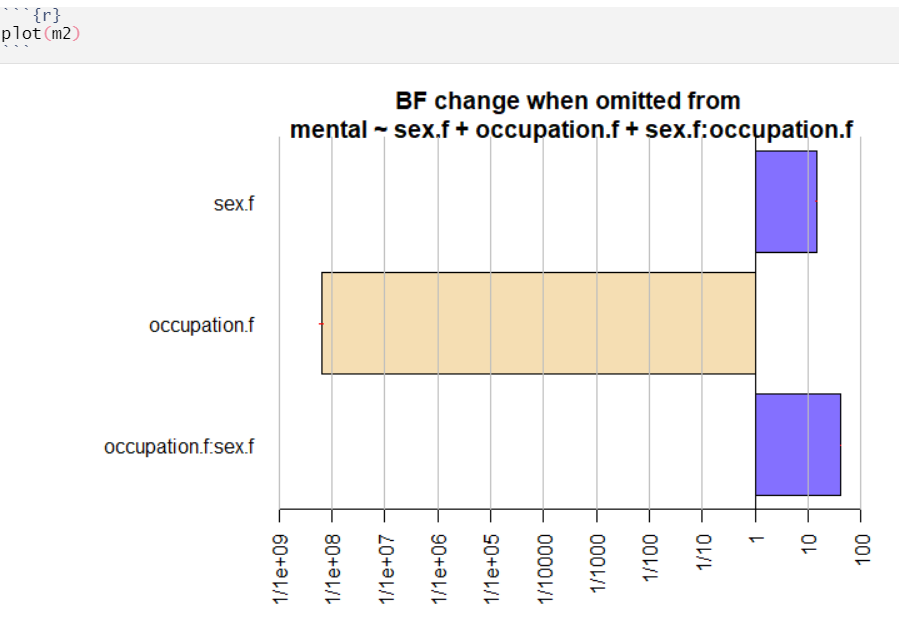 ```{r}
plot(m2)
```
BF change when omitted from
mental ~ sex.f + occupation.f + sex.f:occupation.f
sex.f
occupation.f
occupation.f:sex.f
1/1e+09
1/1e+08
1/1e+07
1/1e+06
1/1e+05
1/10000
1/1000
1/100
1/10
1
10
100